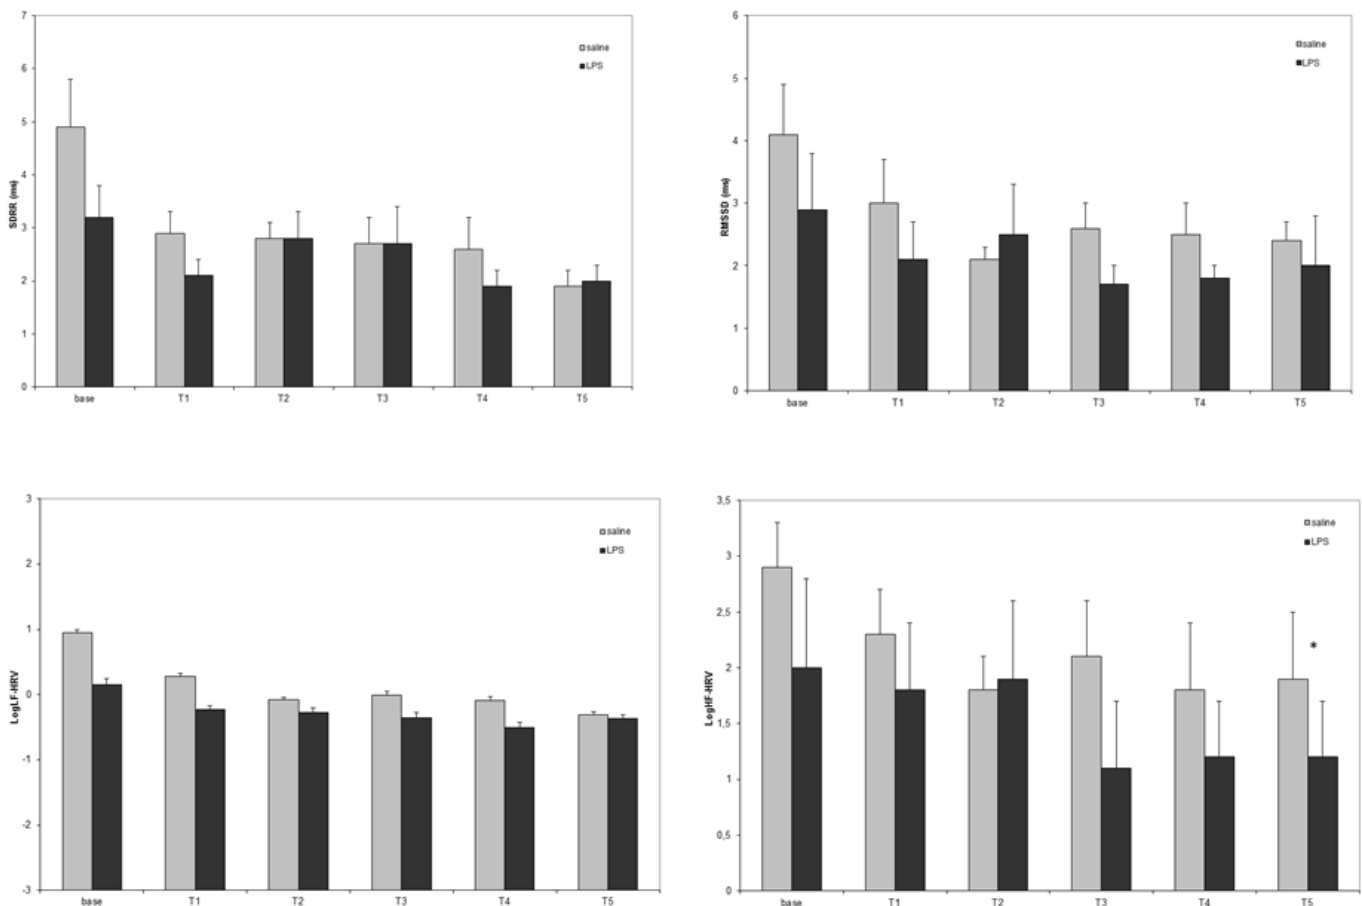 7
6
5
4
3
2
1
0
SDRR (ms)
saline
LPS
base T1 T2 T3 T4 T5
6
5
4
3
2
1
0
RMSSD (ms)
saline
LPS
base T1 T2 T3 T4 T5
3
2
1
0
-1
-2
-3
LogLF-HRV
saline
LPS
base T1 T2 T3 T4 T5
3,5
3
2,5
2
1,5
1
0,5
0
LogHF-HRV
saline
LPS
*
base T1 T2 T3 T4 T5